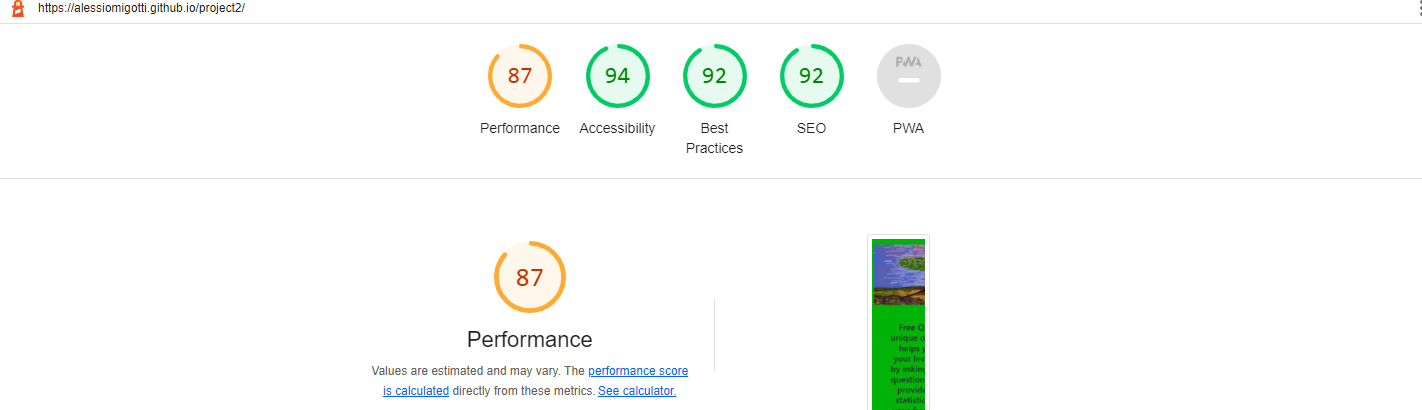 https://alessiomigotti.github.io/project2/
87
94
92
92
PWA
Performance
Accessibility
Best
Practices
SEO
PWA
87
Performance
Values are estimated and may vary. The performance score
is calculated directly from these metrics. See calculator.
Free Q
unique o
helps y
your lev
by asking
question
provide
statistic